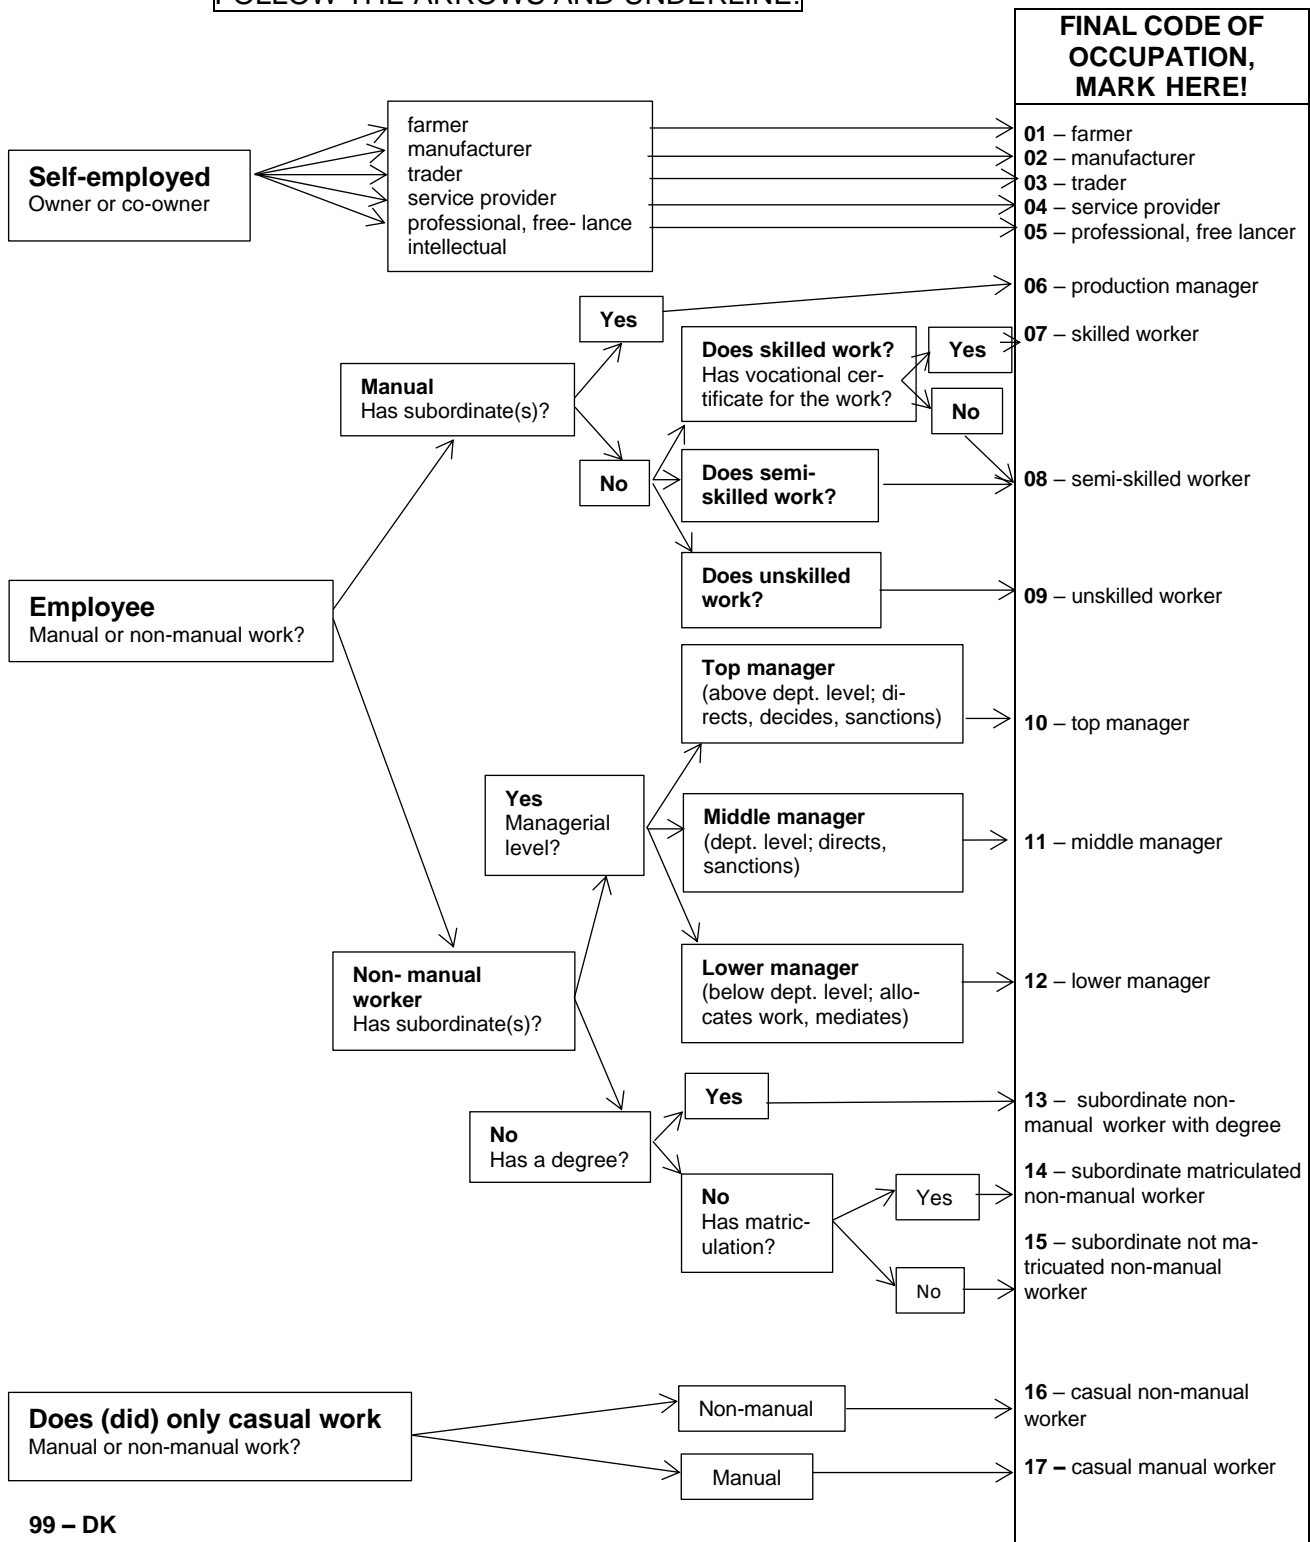 FOLLOW THE ARROWS AND UNDERLINE!
FINAL CODE OF
OCCUPATION,
MARK HERE!
Self-employed
Owner or co-owner
farmer
manufacturer
trader
service provider
professional, free- lance
intellectual
01 – farmer
02 – manufacturer
03 – trader
04 – service provider
05 – professional, free lancer
06 – production manager
Yes
Manual
Has subordinate(s)?
Does skilled work?
Has vocational cer-
tificate for the work?
Yes
07 – skilled worker
No
No
Does semi-
skilled work?
08 – semi-skilled worker
Does unskilled
work?
09 – unskilled worker
Employee
Manual or non-manual work?
Top manager
(above dept. level; di-
rects, decides, sanctions)
10 – top manager
Yes
Managerial
level?
Middle manager
(dept. level; directs,
sanctions)
11 – middle manager
Non- manual
worker
Has subordinate(s)?
Lower manager
(below dept. level; allo-
cates work, mediates)
12 – lower manager
No
Has a degree?
Yes
13 – subordinate non-
manual worker with degree
No
Has matric-
ulation?
Yes
14 – subordinate matriculated
non-manual worker
No
15 – subordinate not ma-
tricuated non-manual
worker
Does (did) only casual work
Manual or non-manual work?
Non-manual
16 – casual non-manual
worker
Manual
17 – casual manual worker
99 – DK